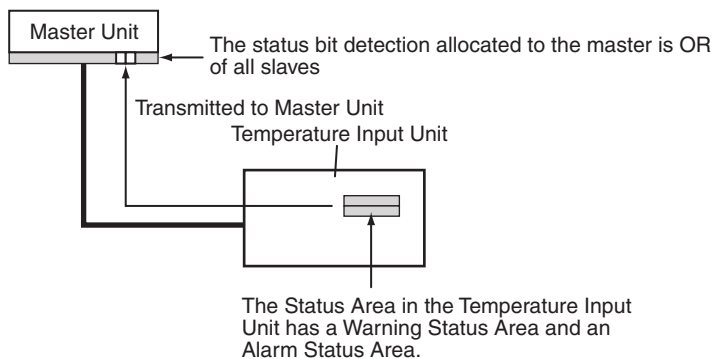 Master Unit
The status bit detection allocated to the master is OR
of all slaves
Transmitted to Master Unit
Temperature Input Unit
The Status Area in the Temperature Input
Unit has a Warning Status Area and an
Alarm Status Area.